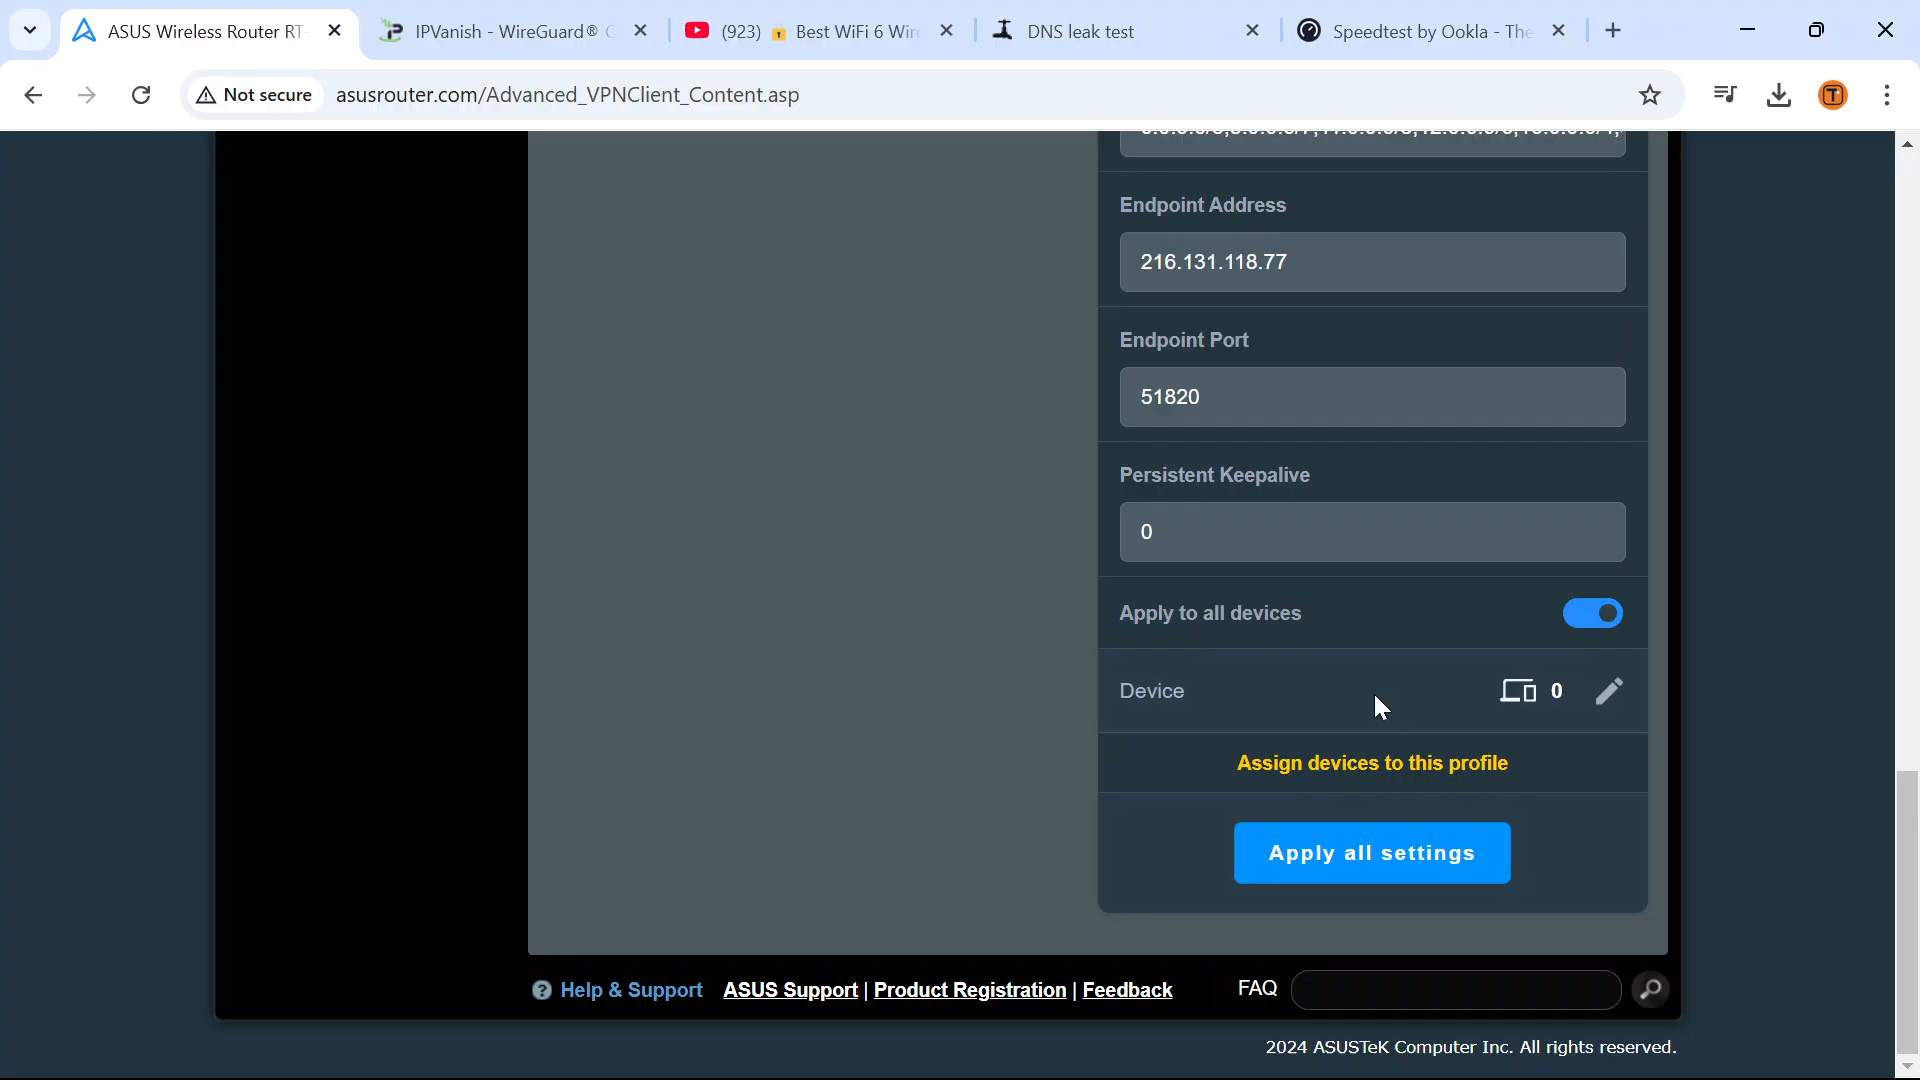 ASUS Wireless Router RT-
IPVanish - WireGuard® C
(923) 🔒 Best WiFi 6 Wire
DNS leak test
Speedtest by Ookla - The
Not secure
asusrouter.com/Advanced_VPNClient_Content.asp
T
Endpoint Address
216.131.118.77
Endpoint Port
51820
Persistent Keepalive
0
Apply to all devices
Device
0
Assign devices to this profile
Apply all settings
? Help & Support ASUS Support | Product Registration | Feedback FAQ
2024 ASUSTeK Computer Inc. All rights reserved.